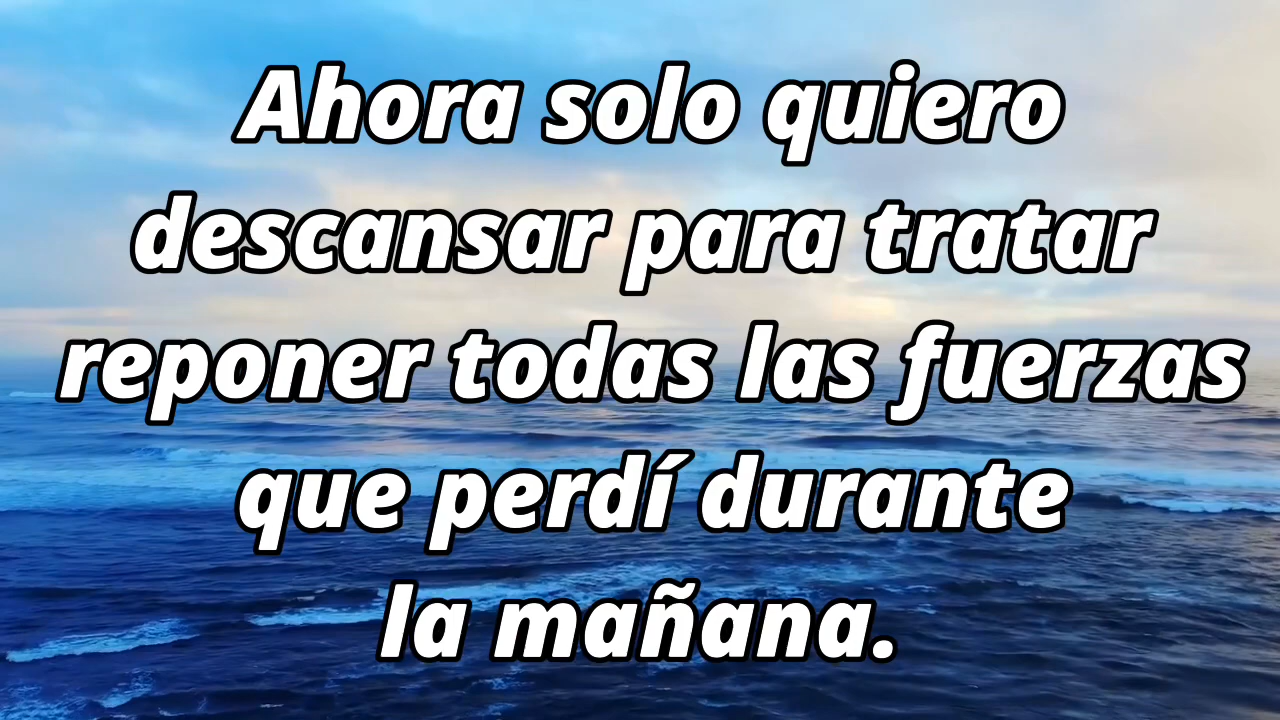 Ahora solo quiero
descansar para tratar
reponer todas las fuerzas
que perdí durante
la mañana.